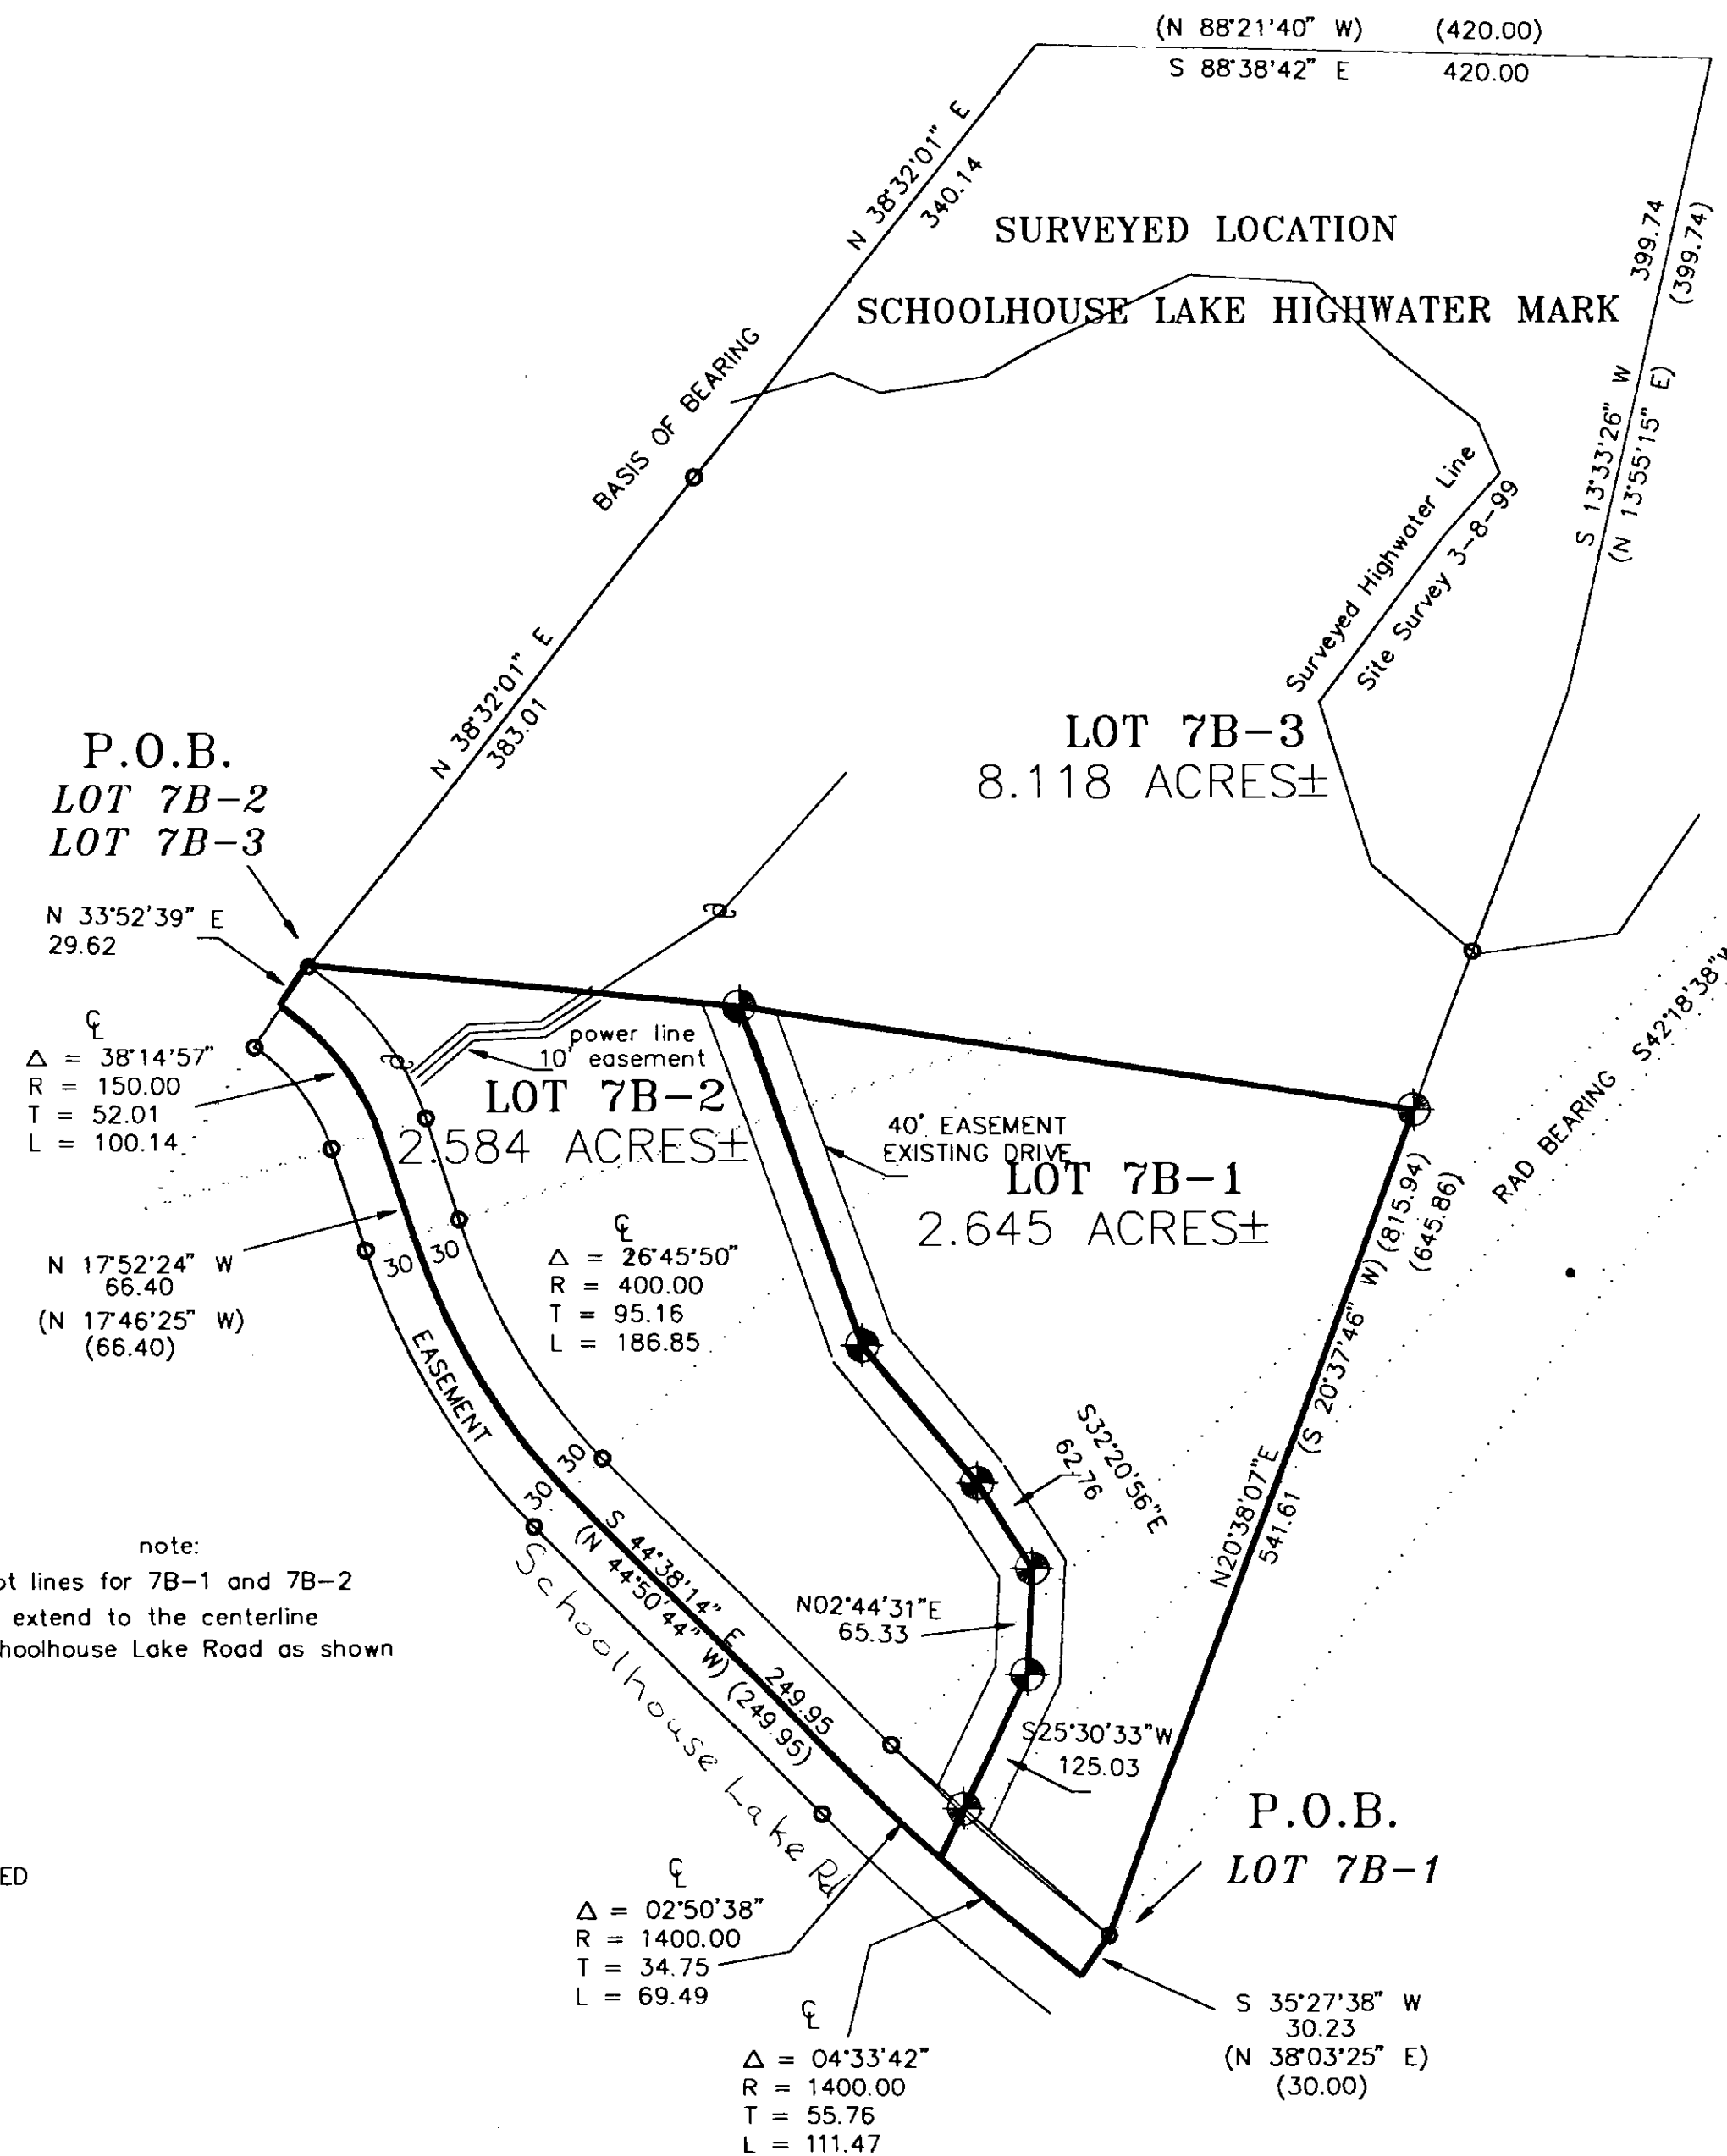 (N 88°21'40" W) (420.00)
S 88°38'42" E 420.00
N 38°32'01" E
340.14
SURVEYED LOCATION
SCHOOLHOUSE LAKE HIGHWATER MARK
399.74
(399.74)
S 13°33'26" W
(N 13°55'15" E)
BASIS OF BEARING
Surveyed Highwater Line
Site Survey 3-8-99
N 38°32'01" E
383.01
LOT 7B-3
8.118 ACRES±
P.O.B.
LOT 7B-2
LOT 7B-3
N 33°52'39" E
29.62
℄
Δ = 38°14'57"
R = 150.00
T = 52.01
L = 100.14
power line
10' easement
LOT 7B-2
2.584 ACRES±
40' EASEMENT
EXISTING DRIVE
LOT 7B-1
2.645 ACRES±
RAD BEARING S42°18'38"W
N 17°52'24" W
66.40
(N 17°46'25" W)
(66.40)
30 30
℄
Δ = 26°45'50"
R = 400.00
T = 95.16
L = 186.85
EASEMENT
30 30
S32°20'56"E
62.76
N20°38'07"E (S 20°37'46" W) (815.94)
541.61 (645.86)
note:
ot lines for 7B-1 and 7B-2
extend to the centerline
hoolhouse Lake Road as shown
S 44°38'14" E 249.95
(N 44°50'44" W) (249.95)
Schoolhouse Lake Rd
N02°44'31"E
65.33
S25°30'33"W
125.03
P.O.B.
LOT 7B-1
ED
℄
Δ = 02°50'38"
R = 1400.00
T = 34.75
L = 69.49
℄
Δ = 04°33'42"
R = 1400.00
T = 55.76
L = 111.47
S 35°27'38" W
30.23
(N 38°03'25" E)
(30.00)